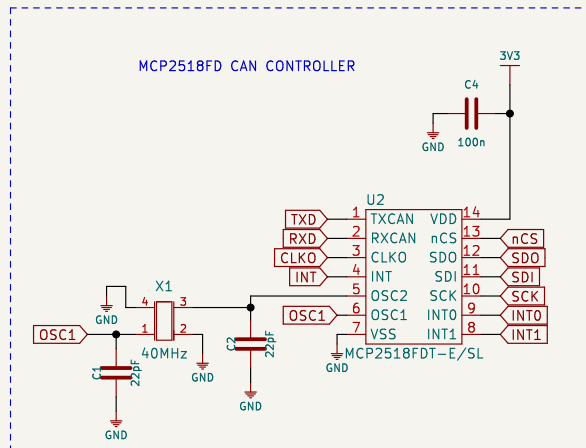 MCP2518FD CAN CONTROLLER
3V3
C4
GND
100n
U2
TXD 1 TXCAN VDD 14
RXD 2 RXCAN nCS 13 nCS
CLKO 3 CLKO SDO 12 SDO
INT 4 INT SDI 11 SDI
5 OSC2 SCK 10 SCK
OSC1 6 OSC1 INT0 9 INT0
7 VSS INT1 8 INT1
GND
MCP2518FDT-E/SL
X1
4 3
GND
OSC1 1 2
40MHz
C2
22pF
C1
22pF
GND
GND
GND